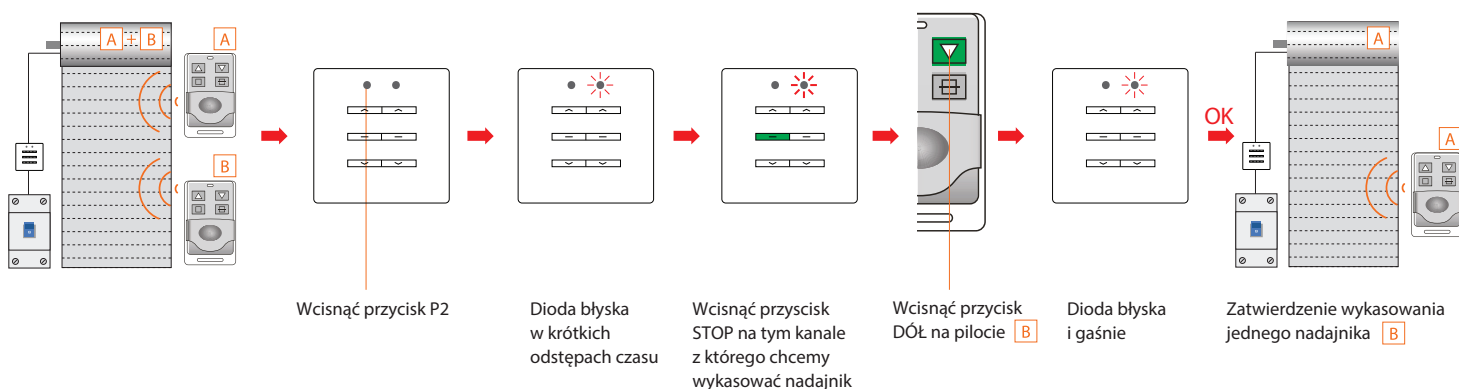 A + B
A
B
OK
A
A
Wcisnąć przycisk P2
Dioda błyska
w krótkich
odstępach czasu
Wcisnąć przyscisk
STOP na tym kanale
z którego chcemy
wykasować nadajnik
Wcisnąć przycisk
DÓŁ na pilocie B
Dioda błyska
i gaśnie
Zatwierdzenie wykasowania
jednego nadajnika B